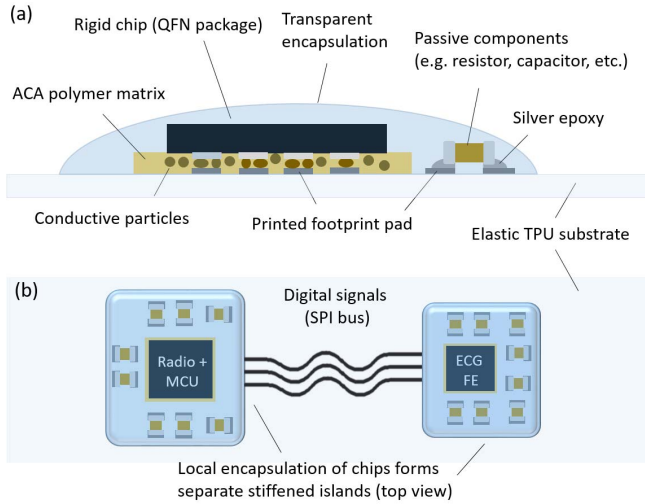 (a)
Rigid chip (QFN package)
Transparent
encapsulation
Passive components
(e.g. resistor, capacitor, etc.)
ACA polymer matrix
Silver epoxy
Conductive particles
Printed footprint pad
Elastic TPU substrate
(b)
Digital signals
(SPI bus)
Radio +
MCU
ECG
FE
Local encapsulation of chips forms
separate stiffened islands (top view)